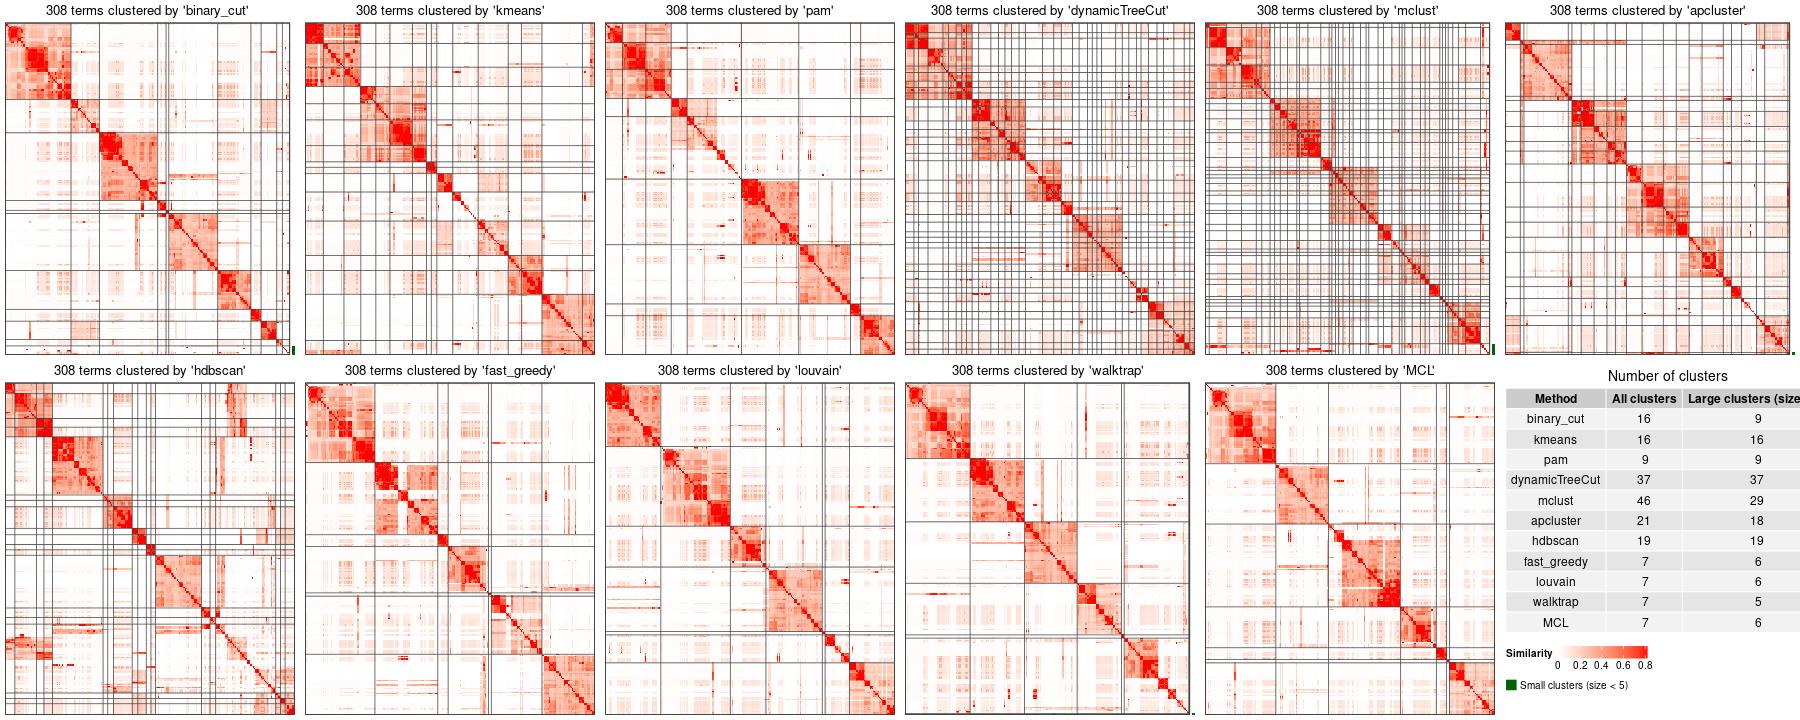 308 terms clustered by 'binary_cut'
308 terms clustered by 'kmeans'
308 terms clustered by 'pam'
308 terms clustered by 'dynamicTreeCut'
308 terms clustered by 'mclust'
308 terms clustered by 'apcluster'
308 terms clustered by 'hdbscan'
308 terms clustered by 'fast_greedy'
308 terms clustered by 'louvain'
308 terms clustered by 'walktrap'
308 terms clustered by 'MCL'
Number of clusters
Method All clusters Large clusters (size
binary_cut 16 9
kmeans 16 16
pam 9 9
dynamicTreeCut 37 37
mclust 46 29
apcluster 21 18
hdbscan 19 19
fast_greedy 7 6
louvain 7 6
walktrap 7 5
MCL 7 6
Similarity
0 0.2 0.4 0.6 0.8
Small clusters (size < 5)